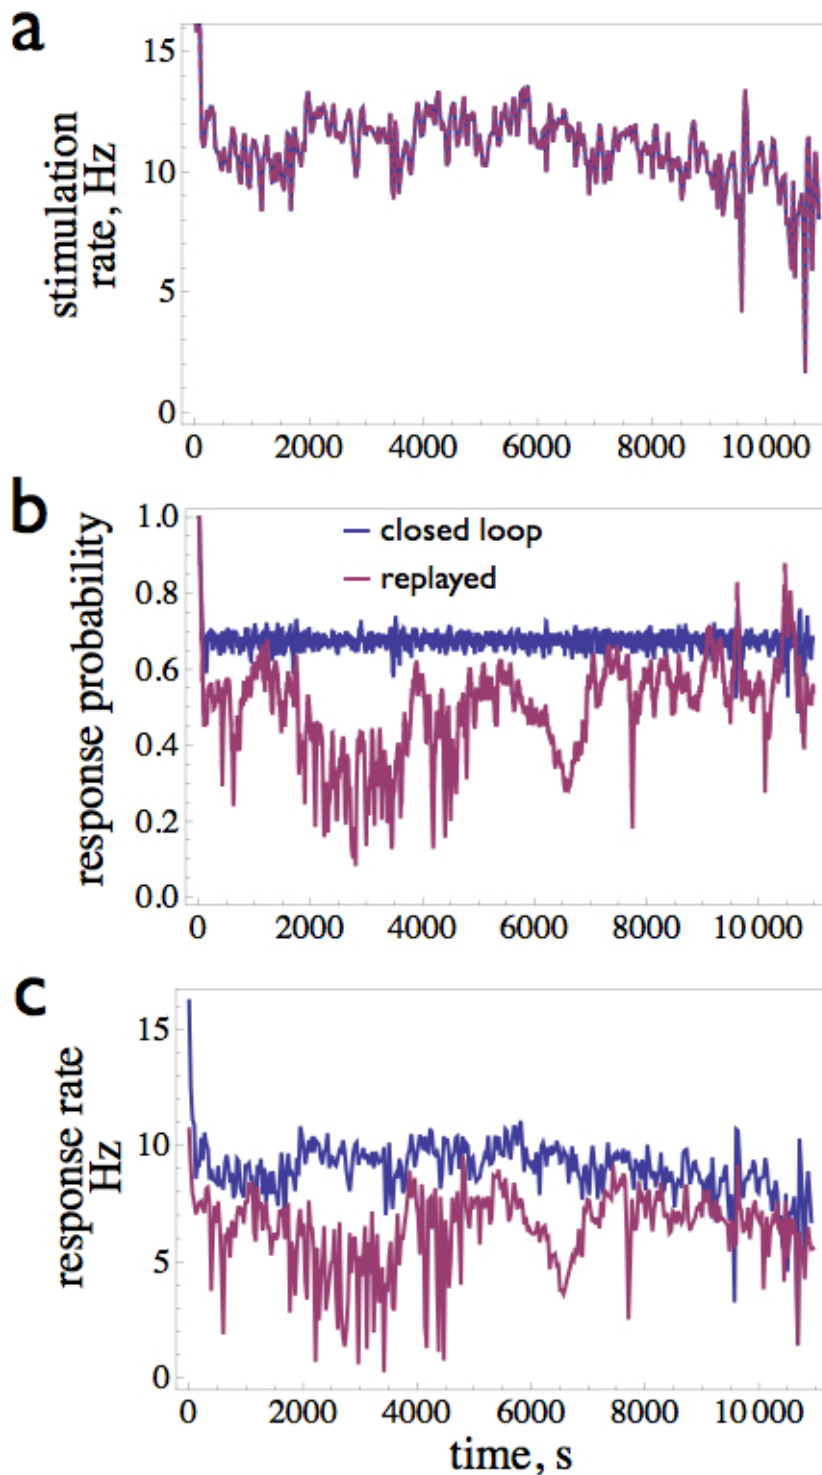 a
stimulation
rate, Hz
15
10
5
0
0 2000 4000 6000 8000 10 000
b
response probability
1.0
0.8
0.6
0.4
0.2
0.0
closed loop
replayed
0 2000 4000 6000 8000 10 000
c
response rate
Hz
15
10
5
0
0 2000 4000 6000 8000 10 000
time, s